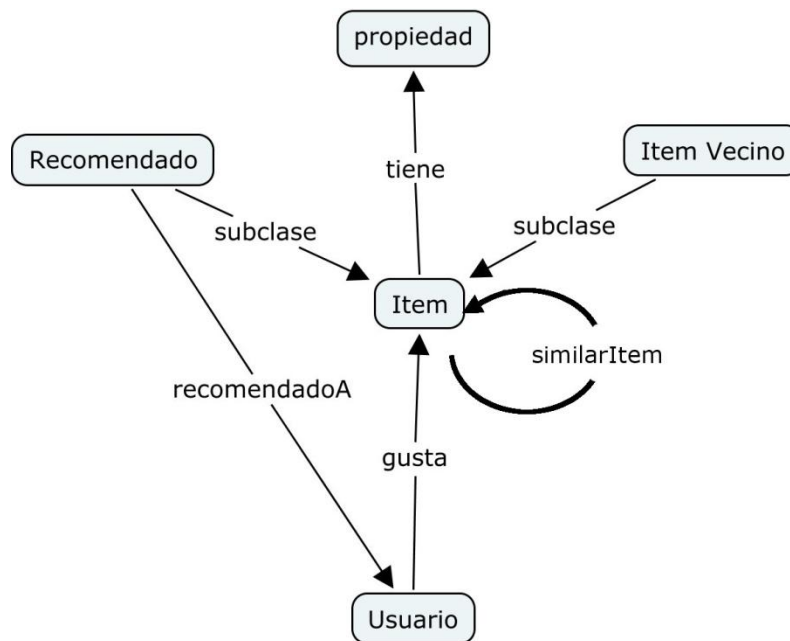 propiedad
Recomendado
Item Vecino
tiene
subclase
subclase
Item
similarItem
recomendadoA
gusta
Usuario